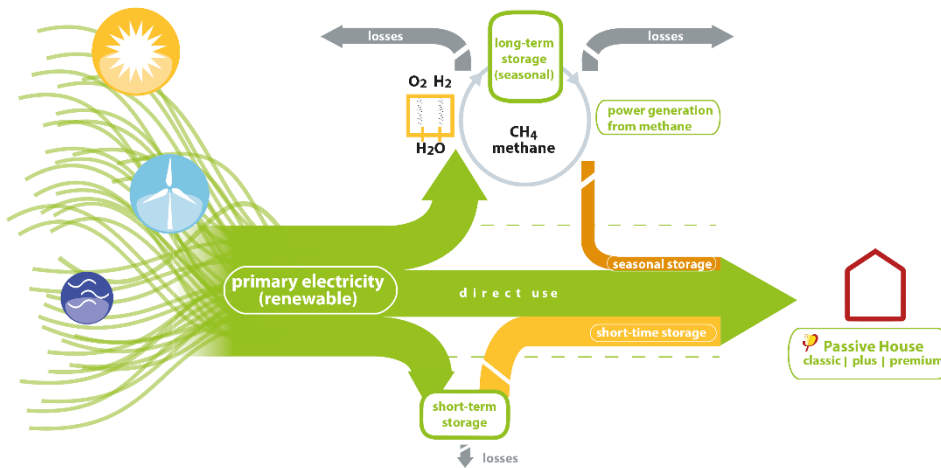 losses
long-term
storage
(seasonal)
losses
O2 H2
H2O
CH4
methane
power generation
from methane
seasonal storage
primary electricity
(renewable)
direct use
short-time storage
Passive House
classic | plus | premium
short-term
storage
losses